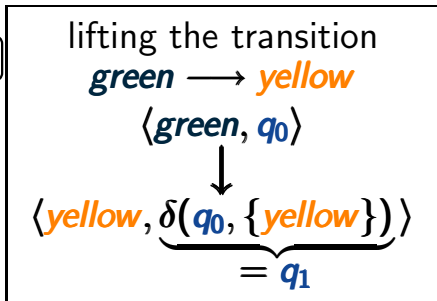 lifting the transition
green ⟶ yellow
⟨green, q₀⟩
↓
⟨yellow, δ(q₀, {yellow})⟩
= q₁